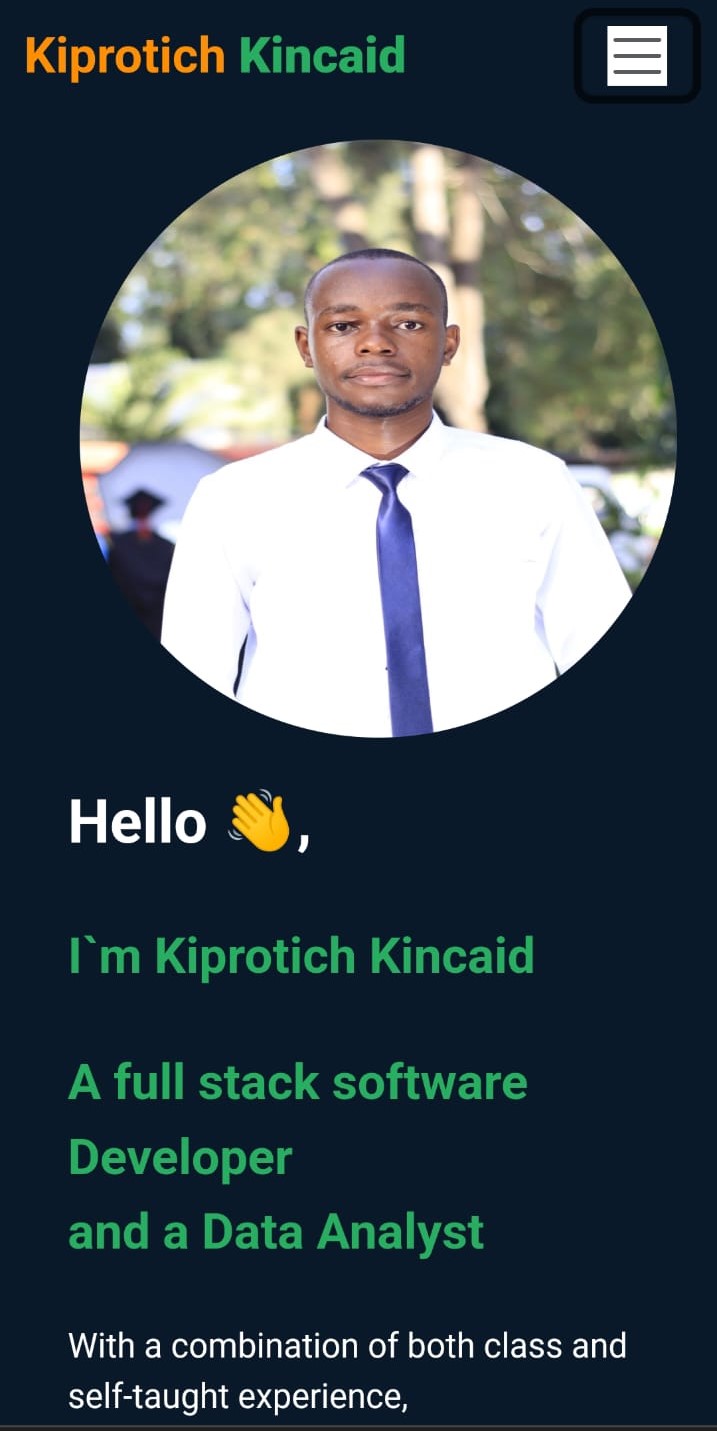 Kiprotich Kincaid
Hello 👋,
I`m Kiprotich Kincaid
A full stack software
Developer
and a Data Analyst
With a combination of both class and
self-taught experience,